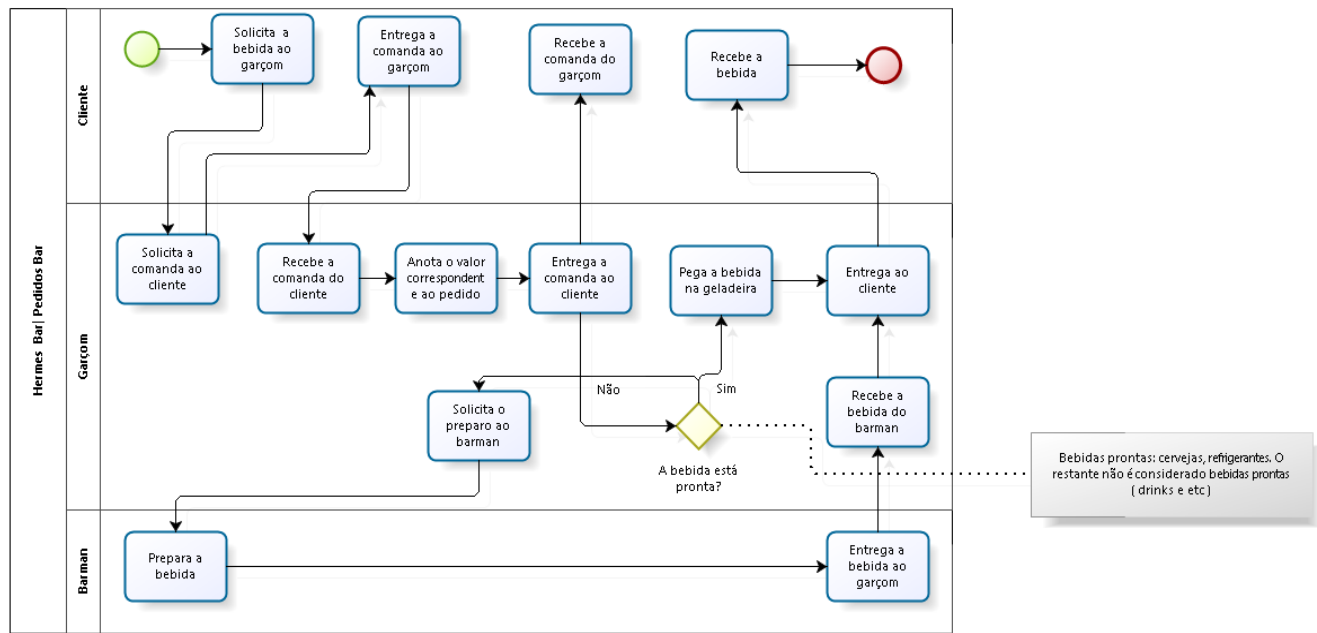 Hermes Bar| Pedidos Bar
Cliente
Solicita a
bebida ao
garçom
Entrega a
comanda ao
garçom
Recebe a
comanda do
garçom
Recebe a
bebida
Garçom
Solicita a
comanda ao
cliente
Recebe a
comanda do
cliente
Anota o valor
correspondent
e ao pedido
Entrega a
comanda ao
cliente
Pega a bebida
na geladeira
Entrega ao
cliente
Não
Sim
Solicita o
preparo ao
barman
A bebida está
pronta?
Recebe a
bebida do
barman
Bebidas prontas: cervejas, refrigerantes. O
restante não é considerado bebidas prontas
( drinks e etc )
Barman
Prepara a
bebida
Entrega a
bebida ao
garçom